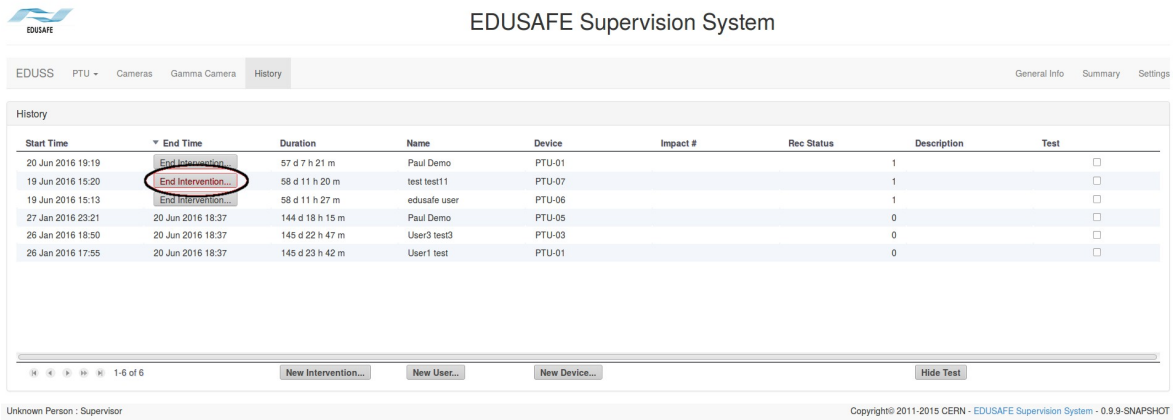 EDUSAFE
EDUSAFE Supervision System
EDUSS PTU Cameras Gamma Camera History General Info Summary Settings
History
Start Time End Time Duration Name Device Impact # Rec Status Description Test
20 Jun 2016 19:19 End Intervention... 57 d 7 h 21 m Paul Demo PTU-01 1
19 Jun 2016 15:20 End Intervention... 58 d 11 h 20 m test test11 PTU-07 1
19 Jun 2016 15:13 End Intervention... 58 d 11 h 27 m edusafe user PTU-06 1
27 Jan 2016 23:21 20 Jun 2016 18:37 144 d 18 h 15 m Paul Demo PTU-05 0
26 Jan 2016 18:50 20 Jun 2016 18:37 145 d 22 h 47 m User3 test3 PTU-03 0
26 Jan 2016 17:55 20 Jun 2016 18:37 145 d 23 h 42 m User1 test PTU-01 0
1-6 of 6 New Intervention... New User... New Device... Hide Test
Unknown Person : Supervisor Copyright© 2011-2015 CERN - EDUSAFE Supervision System - 0.9.9-SNAPSHOT